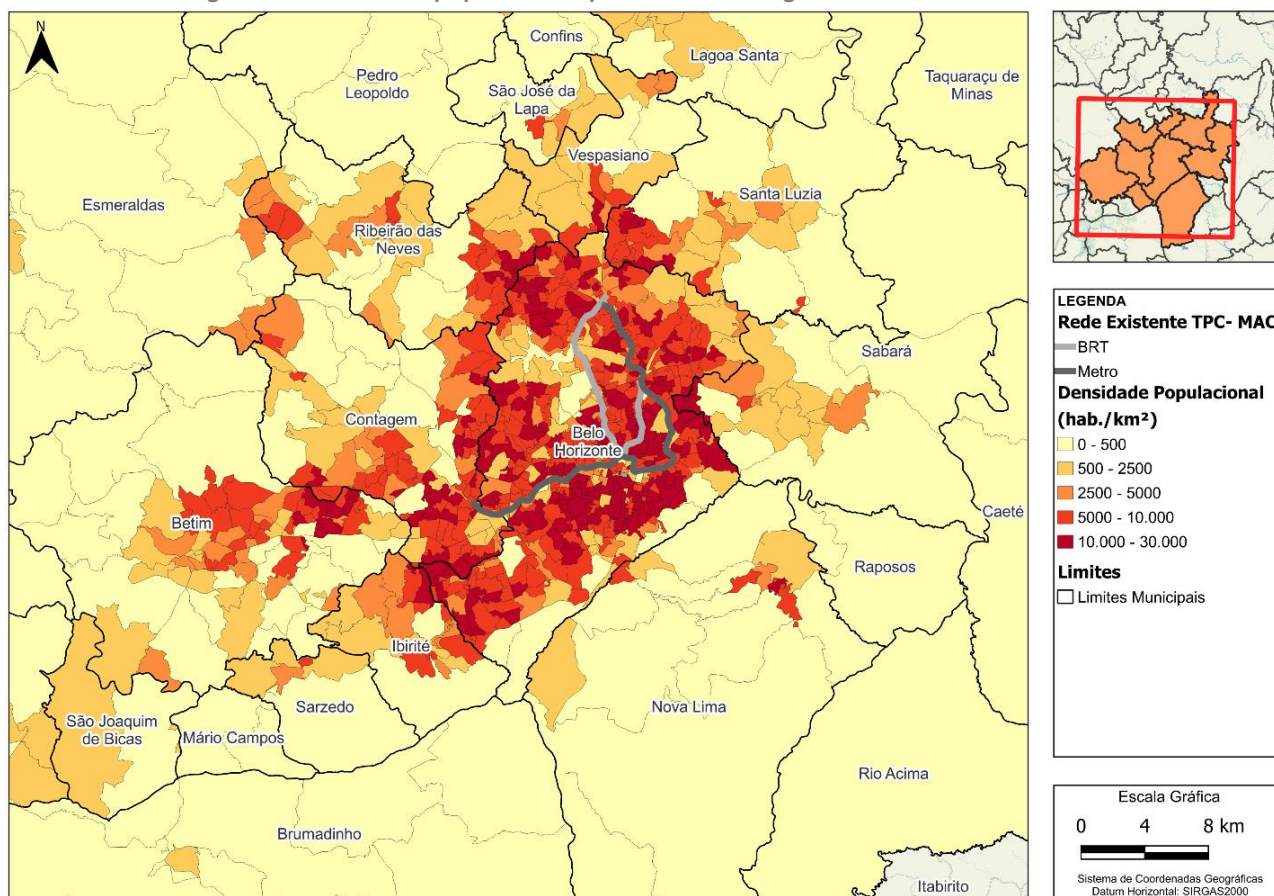 N
Confins
Lagoa Santa
Pedro
Leopoldo
Taquaraçu de
Minas
São José da
Lapa
Vespasiano
Santa Luzia
Esmeraldas
Ribeirão das
Neves
Sabará
Contagem
Belo
Horizonte
Betim
Caeté
Raposos
Ibirité
Sarzedo
Nova Lima
São Joaquim
de Bicas
Mário Campos
Rio Acima
Brumadinho
Itabirito
LEGENDA
Rede Existente TPC- MAC
BRT
Metro
Densidade Populacional
(hab./km²)
0 - 500
500 - 2500
2500 - 5000
5000 - 10.000
10.000 - 30.000
Limites
Limites Municipais
Escala Gráfica
0 4 8 km
Sistema de Coordenadas Geográficas
Datum Horizontal: SIRGAS2000